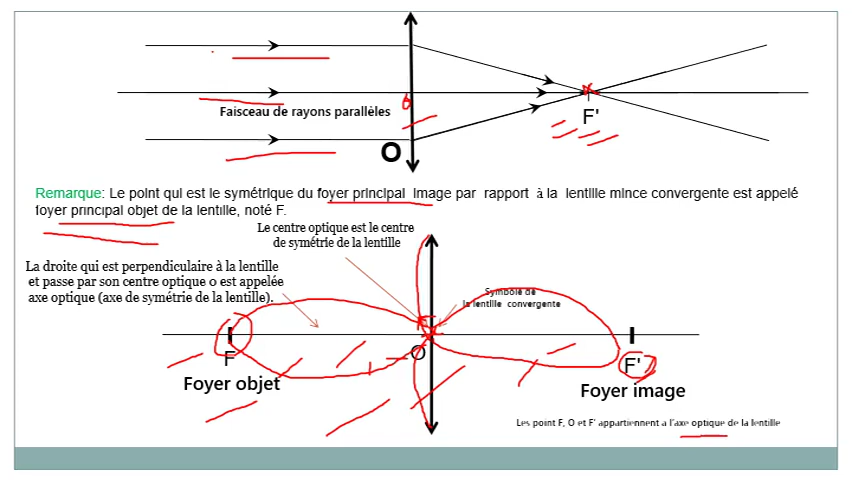 Faisceau de rayons parallèles
F'
O
Remarque: Le point qui est le symétrique du foyer principal image par rapport à la lentille mince convergente est appelé
foyer principal objet de la lentille, noté F.
Le centre optique est le centre
de symétrie de la lentille
La droite qui est perpendiculaire à la lentille
et passe par son centre optique o est appelée
axe optique (axe de symétrie de la lentille).
Symbole de
la lentille convergente
F
O
F'
Foyer objet
Foyer image
Les point F, O et F' appartiennent a l'axe optique de la lentille